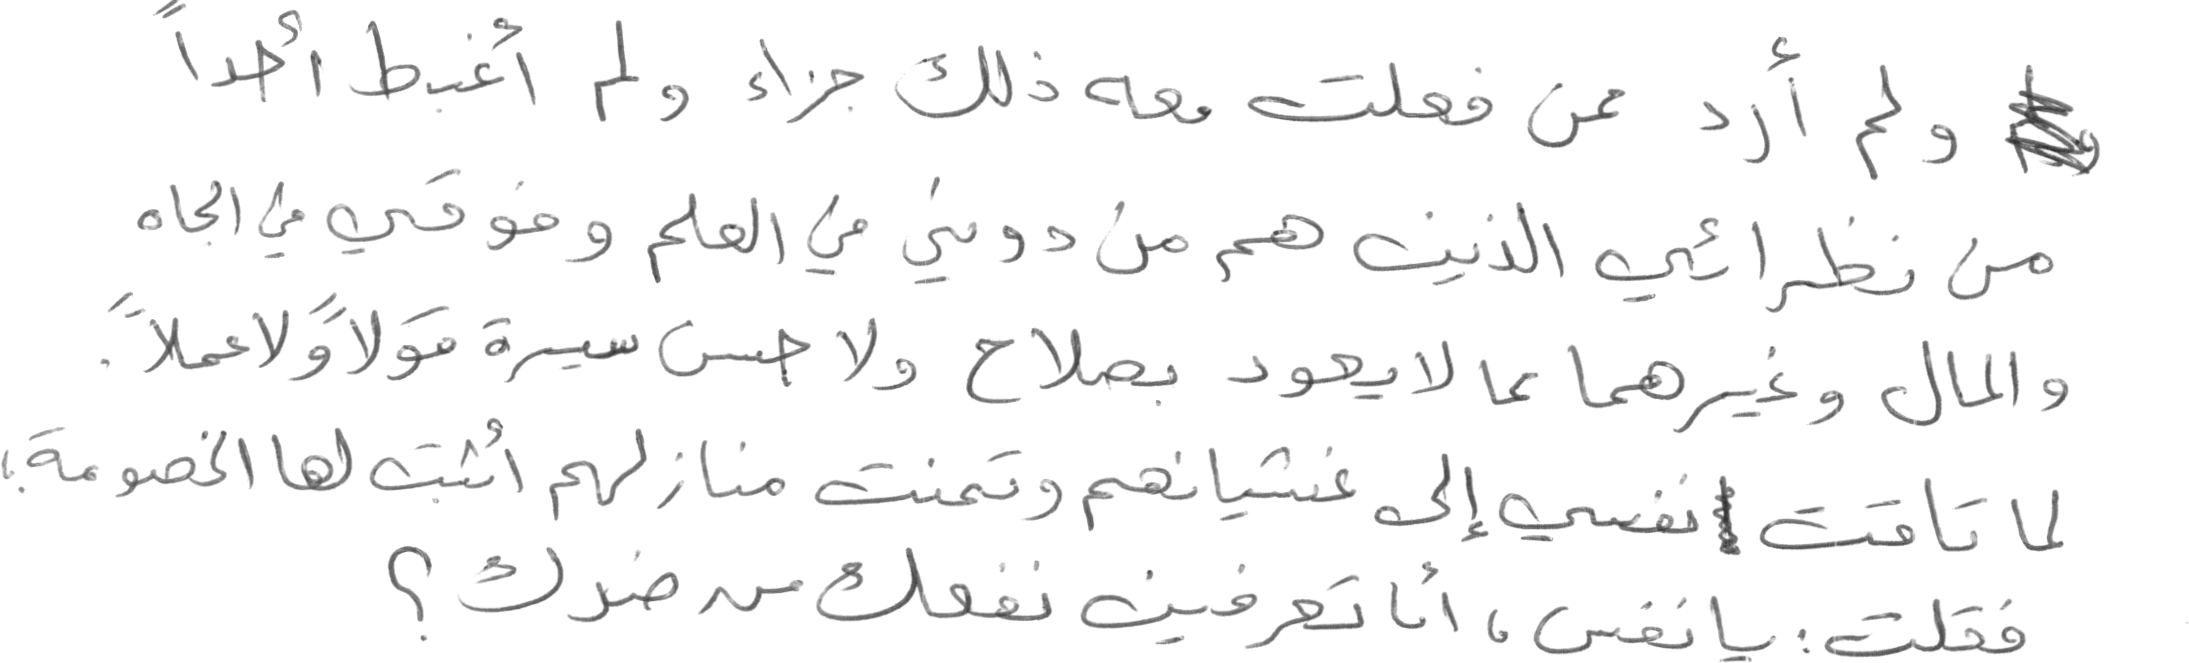 ولم أرد ممن فعلت معه ذلك جزاء ولم أغبط أحداً
من نظرائي الذين هم من دوني في العلم وفوقي في الجاه
والمال وغيرهما مما لا يعود بصلاح ولا حسن سيرة قولاً ولا عملاً.
لما تاقت نفسي إلى غشيانهم وتمنت منازلهم أثبت لها الخصومة،
فقلت: يا نفس، أما تعرفين نفعك من ضرك؟